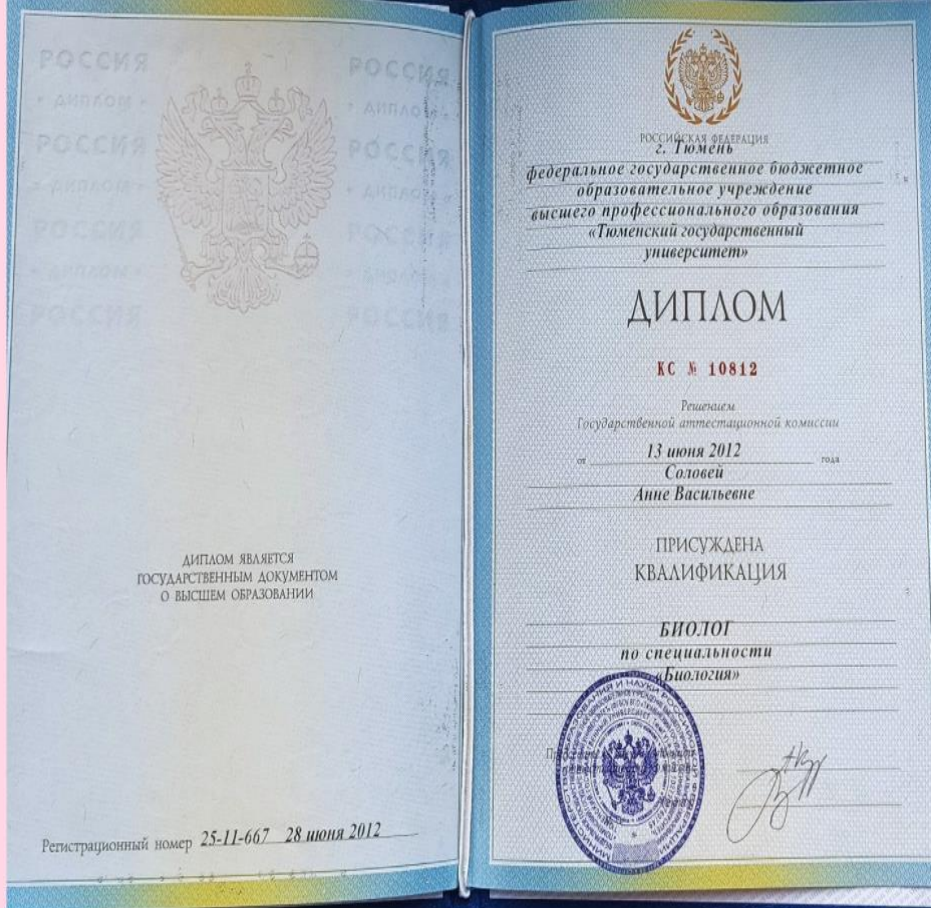 РОССИЯ
РОССИЯ
• ДИПЛОМ •
• ДИПЛОМ •
РОССИЯ
РОССИЯ
• ДИПЛОМ •
• ДИПЛОМ •
РОССИЯ
РОССИЯ
• ДИПЛОМ •
• ДИПЛОМ •
РОССИЯ
РОССИЯ
ДИПЛОМ ЯВЛЯЕТСЯ
ГОСУДАРСТВЕННЫМ ДОКУМЕНТОМ
О ВЫСШЕМ ОБРАЗОВАНИИ
Регистрационный номер 25-11-667 28 июня 2012
РОССИЙСКАЯ ФЕДЕРАЦИЯ
г. Тюмень
федеральное государственное бюджетное
образовательное учреждение
высшего профессионального образования
«Тюменский государственный
университет»
ДИПЛОМ
КС № 10812
Решением
Государственной аттестационной комиссии
от 13 июня 2012 года
Соловей
Анне Васильевне
ПРИСУЖДЕНА
КВАЛИФИКАЦИЯ
БИОЛОГ
по специальности
«Биология»